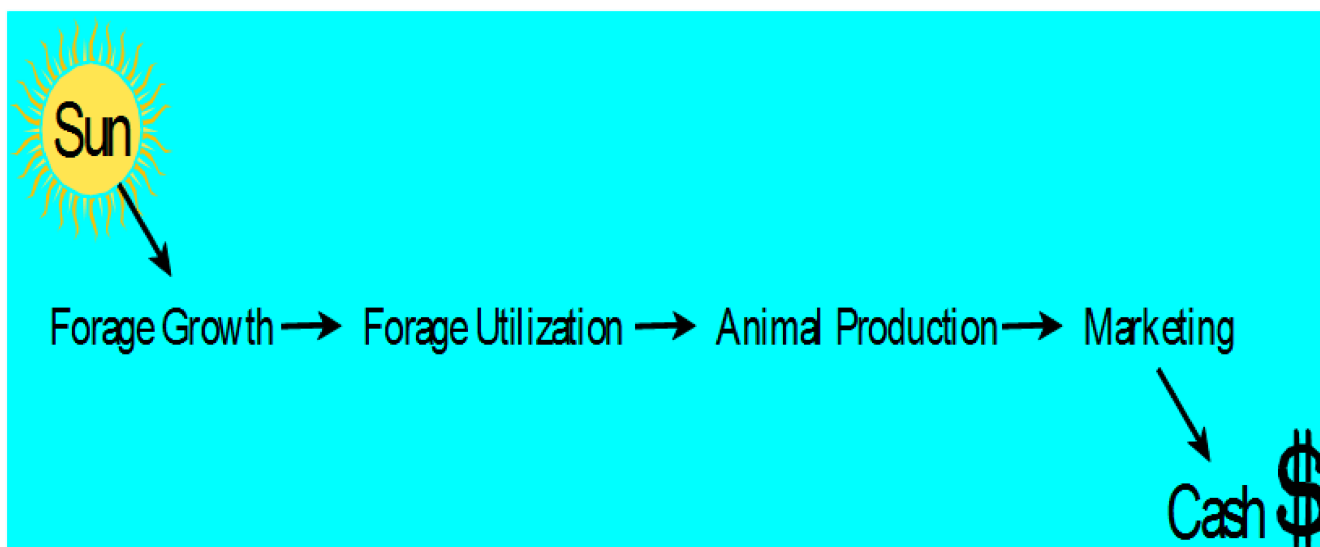 Sun
Forage Growth → Forage Utilization → Animal Production → Marketing
Cash $